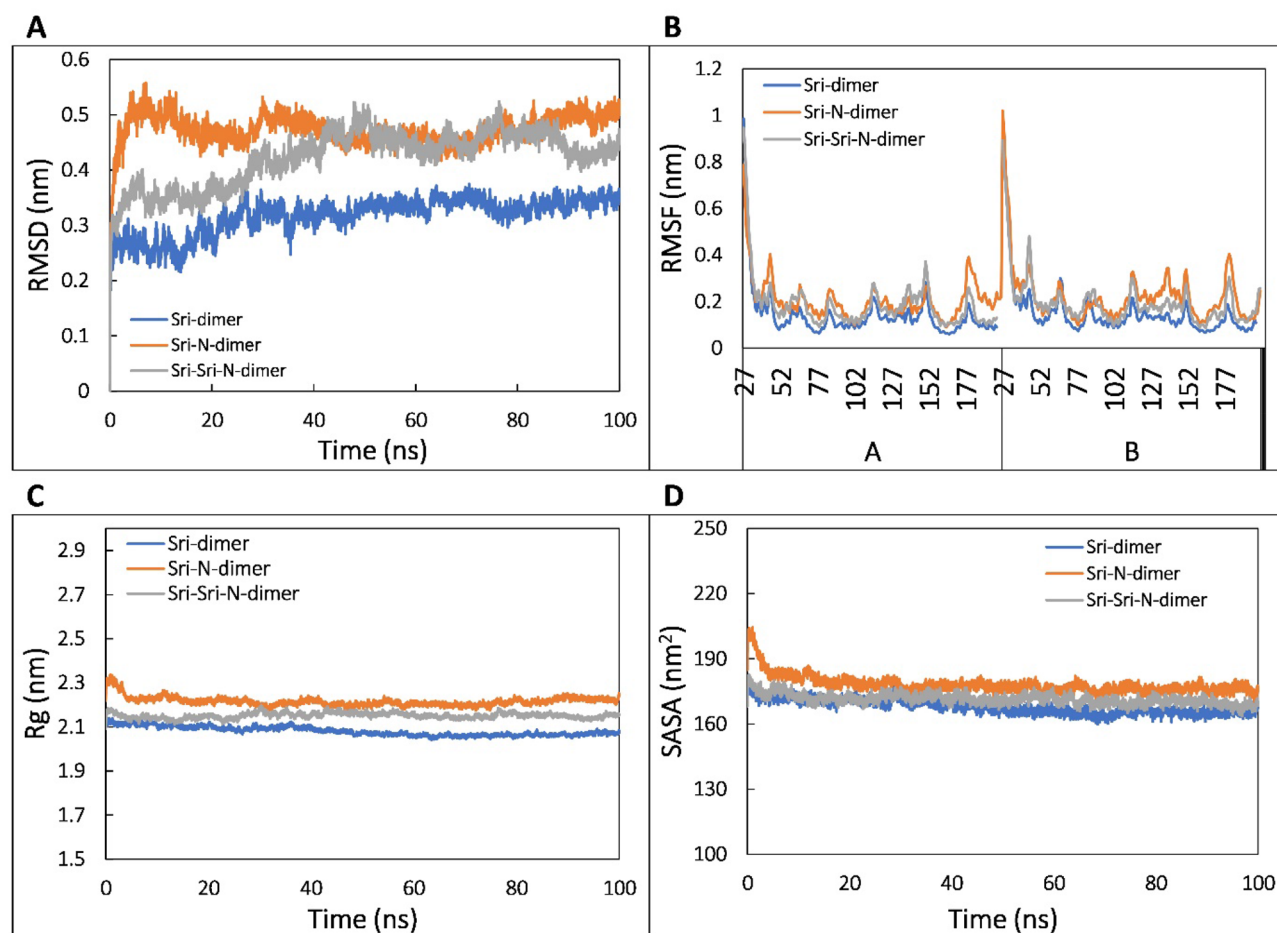 A
0.6
0.5
0.4
0.3
0.2
0.1
0
RMSD (nm)
Sri-dimer
Sri-N-dimer
Sri-Sri-N-dimer
0 20 40 60 80 100
Time (ns)
B
1.2
1
0.8
0.6
0.4
0.2
0
RMSF (nm)
Sri-dimer
Sri-N-dimer
Sri-Sri-N-dimer
27 52 77 102 127 152 177 27 52 77 102 127 152 177
A B
C
2.9
2.7
2.5
2.3
2.1
1.9
1.7
1.5
Rg (nm)
Sri-dimer
Sri-N-dimer
Sri-Sri-N-dimer
0 20 40 60 80 100
Time (ns)
D
250
220
190
160
130
100
SASA (nm²)
Sri-dimer
Sri-N-dimer
Sri-Sri-N-dimer
0 20 40 60 80 100
Time (ns)